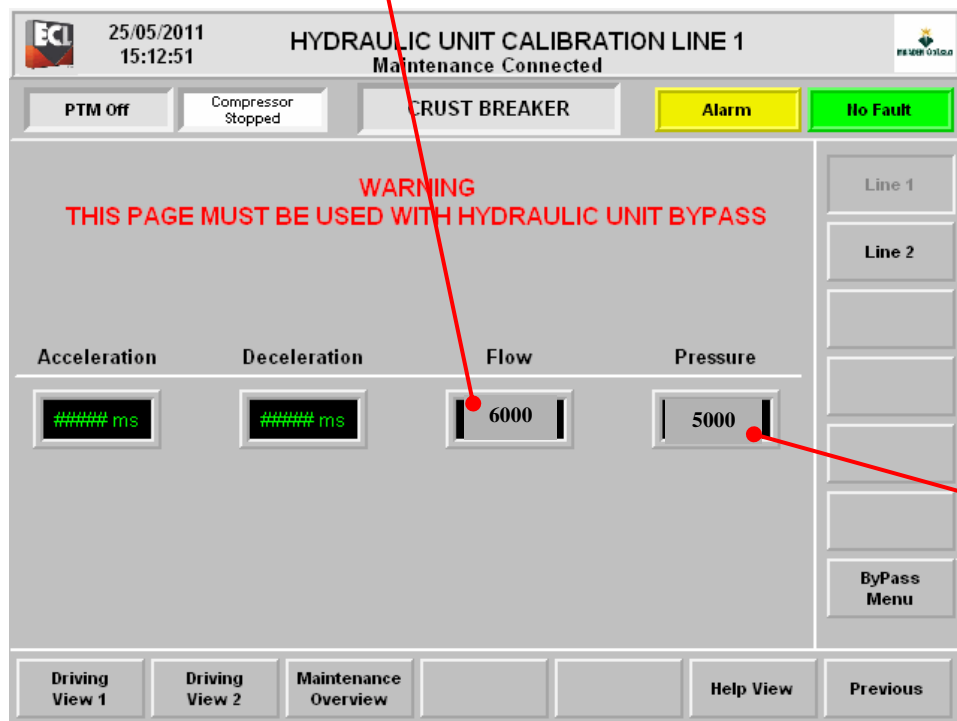 ECL
25/05/2011
15:12:51
HYDRAULIC UNIT CALIBRATION LINE 1
Maintenance Connected
PTM Off
Compressor
Stopped
CRUST BREAKER
Alarm
No Fault
WARNING
THIS PAGE MUST BE USED WITH HYDRAULIC UNIT BYPASS
Line 1
Line 2
Acceleration
Deceleration
Flow
Pressure
##### ms
##### ms
6000
5000
ByPass
Menu
Driving
View 1
Driving
View 2
Maintenance
Overview
Help View
Previous